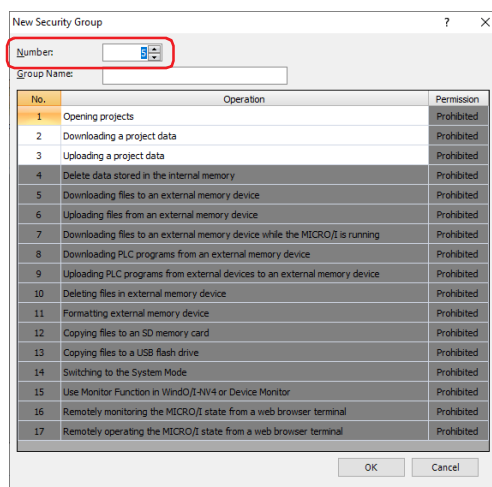 New Security Group ? ×
Number: 5
Group Name:
No. Operation Permission
1 Opening projects Prohibited
2 Downloading a project data Prohibited
3 Uploading a project data Prohibited
4 Delete data stored in the internal memory Prohibited
5 Downloading files to an external memory device Prohibited
6 Uploading files from an external memory device Prohibited
7 Downloading files to an external memory device while the MICRO/I is running Prohibited
8 Downloading PLC programs from an external memory device Prohibited
9 Uploading PLC programs from external devices to an external memory device Prohibited
10 Deleting files in external memory device Prohibited
11 Formatting external memory device Prohibited
12 Copying files to an SD memory card Prohibited
13 Copying files to a USB flash drive Prohibited
14 Switching to the System Mode Prohibited
15 Use Monitor Function in WindO/I-NV4 or Device Monitor Prohibited
16 Remotely monitoring the MICRO/I state from a web browser terminal Prohibited
17 Remotely operating the MICRO/I state from a web browser terminal Prohibited
OK Cancel